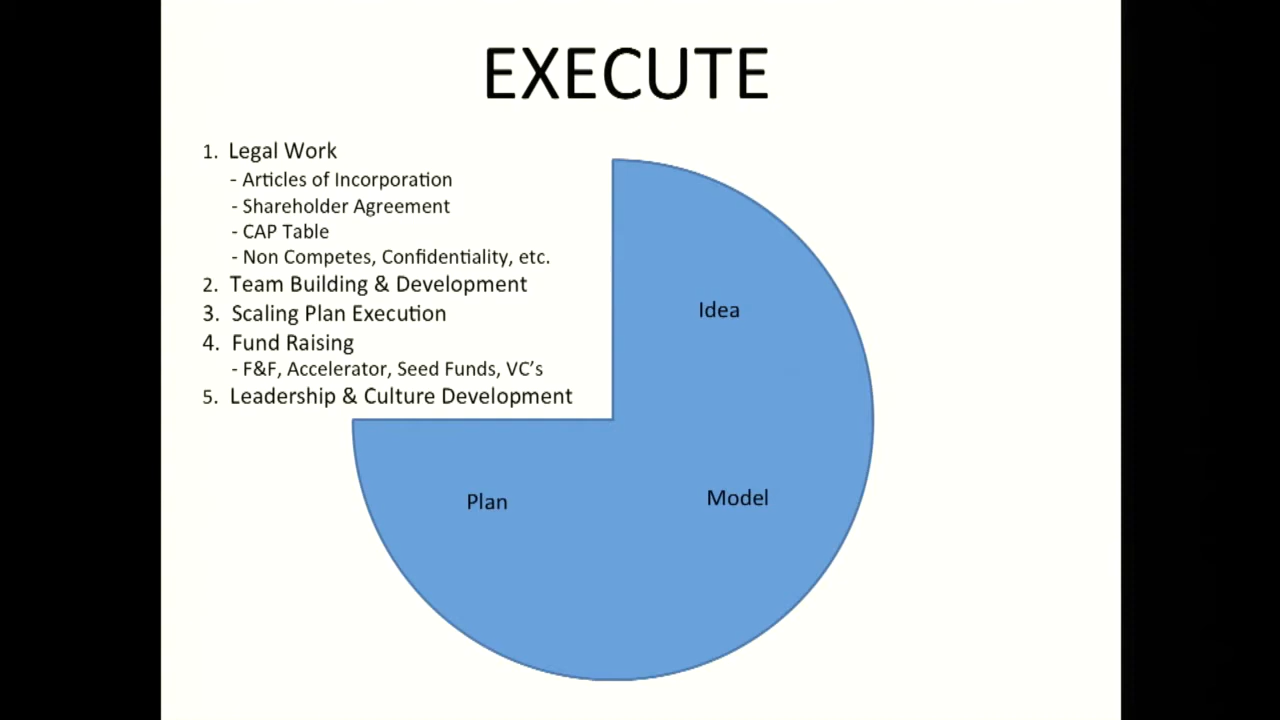 EXECUTE
1. Legal Work
- Articles of Incorporation
- Shareholder Agreement
- CAP Table
- Non Competes, Confidentiality, etc.
2. Team Building & Development
3. Scaling Plan Execution
4. Fund Raising
- F&F, Accelerator, Seed Funds, VC’s
5. Leadership & Culture Development
Idea
Plan
Model